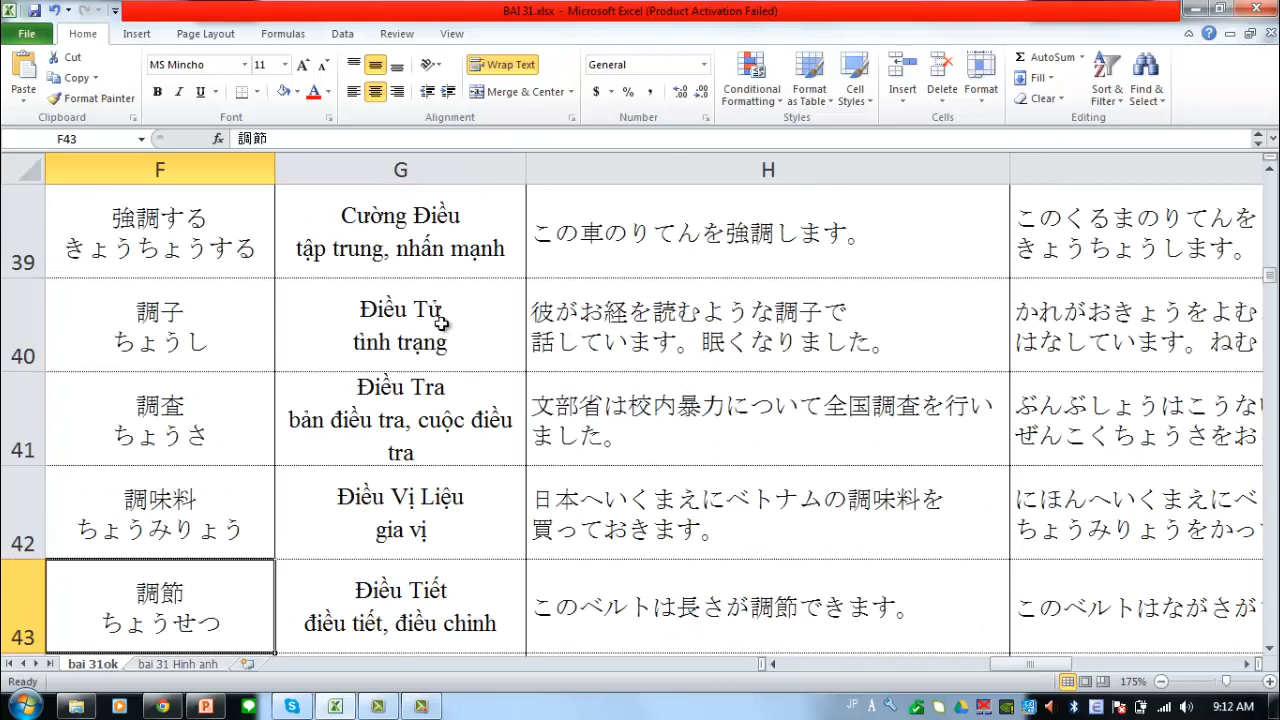 BAI 31.xlsx - Microsoft Excel (Product Activation Failed)
File Home Insert Page Layout Formulas Data Review View
Cut
Copy
Format Painter
Paste
Clipboard
MS Mincho 11
B I U
Font
Wrap Text
Merge & Center
Alignment
General
$ % ,
Number
Conditional Formatting
Format as Table
Cell Styles
Styles
Insert Delete Format
Cells
Σ AutoSum
Fill
Clear
Sort & Filter
Find & Select
Editing
F43 fx 調節
F G H
39
強調する
きょうちょうする
Cường Điều
tập trung, nhấn mạnh
この車のりてんを強調します。
このくるまのりてんを
きょうちょうします。
40
調子
ちょうし
Điều Tử
tình trạng
彼がお経を読むような調子で
話しています。眠くなりました。
かれがおきょうをよむ
はなしています。ねむ
41
調査
ちょうさ
Điều Tra
bản điều tra, cuộc điều
tra
文部省は校内暴力について全国調査を行い
ました。
ぶんぶしょうはこうな
ぜんこくちょうさをお
42
調味料
ちょうみりょう
Điều Vị Liệu
gia vị
日本へいくまえにベトナムの調味料を
買っておきます。
にほんへいくまえにベ
ちょうみりょうをかっ
43
調節
ちょうせつ
Điều Tiết
điều tiết, điều chỉnh
このベルトは長さが調節できます。
このベルトはながさが
bai 31ok bai 31 Hinh anh
Ready 175%
JP A 9:12 AM